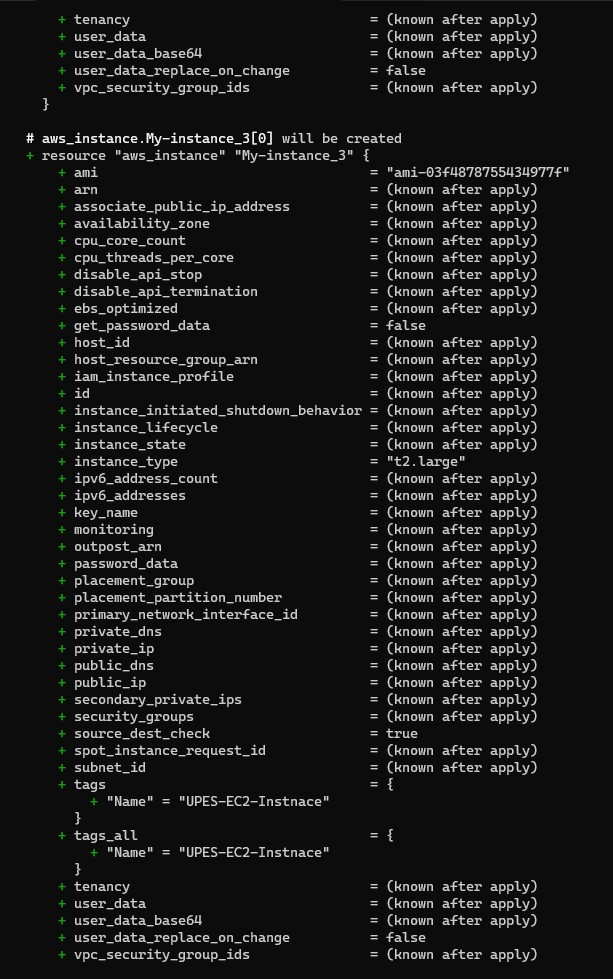 + tenancy = (known after apply)
+ user_data = (known after apply)
+ user_data_base64 = (known after apply)
+ user_data_replace_on_change = false
+ vpc_security_group_ids = (known after apply)
}
# aws_instance.My-instance_3[0] will be created
+ resource "aws_instance" "My-instance_3" {
+ ami = "ami-03f4878755434977f"
+ arn = (known after apply)
+ associate_public_ip_address = (known after apply)
+ availability_zone = (known after apply)
+ cpu_core_count = (known after apply)
+ cpu_threads_per_core = (known after apply)
+ disable_api_stop = (known after apply)
+ disable_api_termination = (known after apply)
+ ebs_optimized = (known after apply)
+ get_password_data = false
+ host_id = (known after apply)
+ host_resource_group_arn = (known after apply)
+ iam_instance_profile = (known after apply)
+ id = (known after apply)
+ instance_initiated_shutdown_behavior = (known after apply)
+ instance_lifecycle = (known after apply)
+ instance_state = (known after apply)
+ instance_type = "t2.large"
+ ipv6_address_count = (known after apply)
+ ipv6_addresses = (known after apply)
+ key_name = (known after apply)
+ monitoring = (known after apply)
+ outpost_arn = (known after apply)
+ password_data = (known after apply)
+ placement_group = (known after apply)
+ placement_partition_number = (known after apply)
+ primary_network_interface_id = (known after apply)
+ private_dns = (known after apply)
+ private_ip = (known after apply)
+ public_dns = (known after apply)
+ public_ip = (known after apply)
+ secondary_private_ips = (known after apply)
+ security_groups = (known after apply)
+ source_dest_check = true
+ spot_instance_request_id = (known after apply)
+ subnet_id = (known after apply)
+ tags = {
+ "Name" = "UPES-EC2-Instnace"
}
+ tags_all = {
+ "Name" = "UPES-EC2-Instnace"
}
+ tenancy = (known after apply)
+ user_data = (known after apply)
+ user_data_base64 = (known after apply)
+ user_data_replace_on_change = false
+ vpc_security_group_ids = (known after apply)